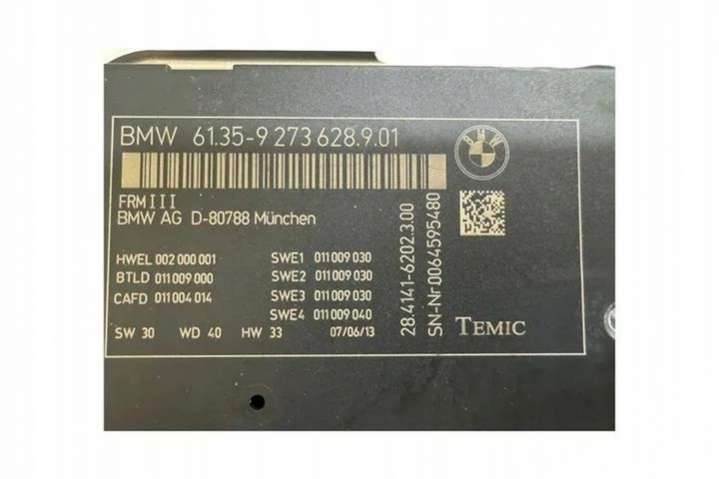 BMW 61.35-9 273 628.9.01
BMW
FRM III
BMW AG D-80788 München
HWEL 002 000 001
BTLD 011 009 000
CAFD 011 004 014
SWE1 011 009 030
SWE2 011 009 030
SWE3 011 009 030
SWE4 011 009 040
SW 30 WD 40 HW 33 07/06/13
28.4141-6202.3.00
SN-Nr0064595480
TEMIC